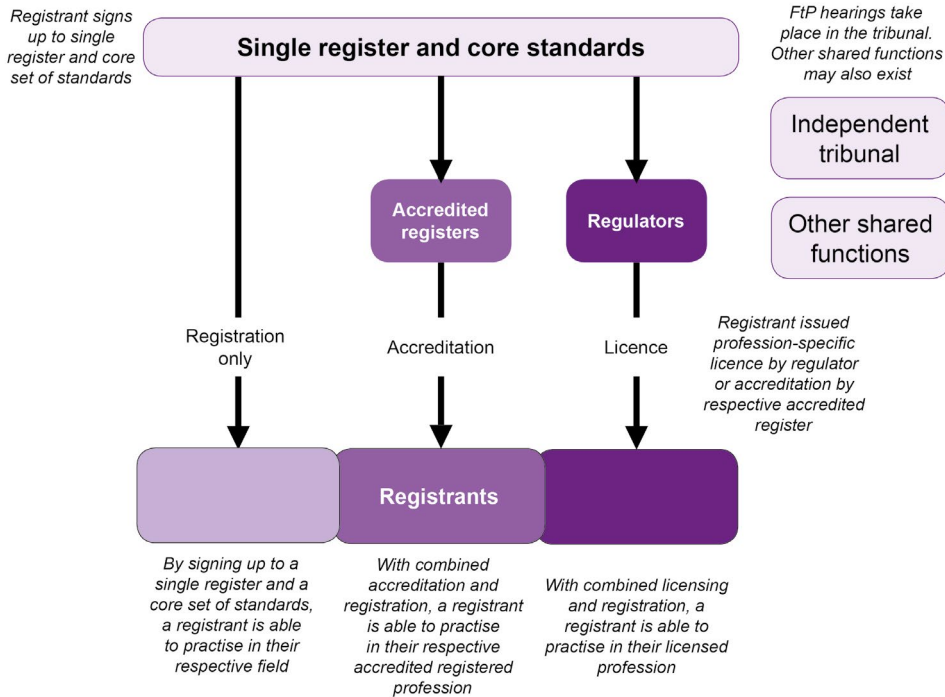 Registrant signs
up to single
register and core
set of standards
Single register and core standards
FtP hearings take
place in the tribunal.
Other shared functions
may also exist
Independent
tribunal
Other shared
functions
Accredited
registers
Regulators
Registration
only
Accreditation
Licence
Registrant issued
profession-specific
licence by regulator
or accreditation by
respective accredited
register
Registrants
By signing up to a
single register and a
core set of standards,
a registrant is able
to practise in their
respective field
With combined
accreditation and
registration, a registrant
is able to practise
in their respective
accredited registered
profession
With combined licensing
and registration, a
registrant is able to
practise in their licensed
profession